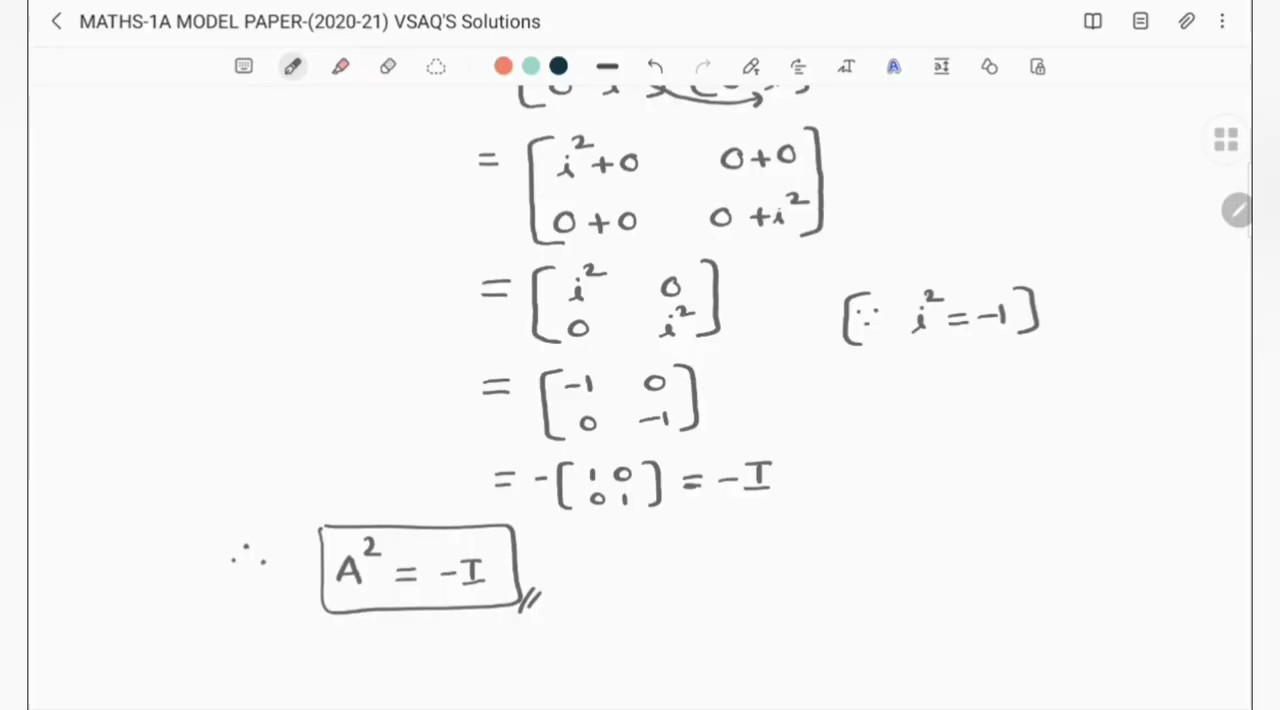 MATHS-1A MODEL PAPER-(2020-21) VSAQ'S Solutions
= [ i²+0 0+0
0+0 0+i² ]
= [ i² 0
0 i² ] [∵ i² = -1]
= [ -1 0
0 -1 ]
= -[ 1 0
0 1 ] = -I
∴ A² = -I